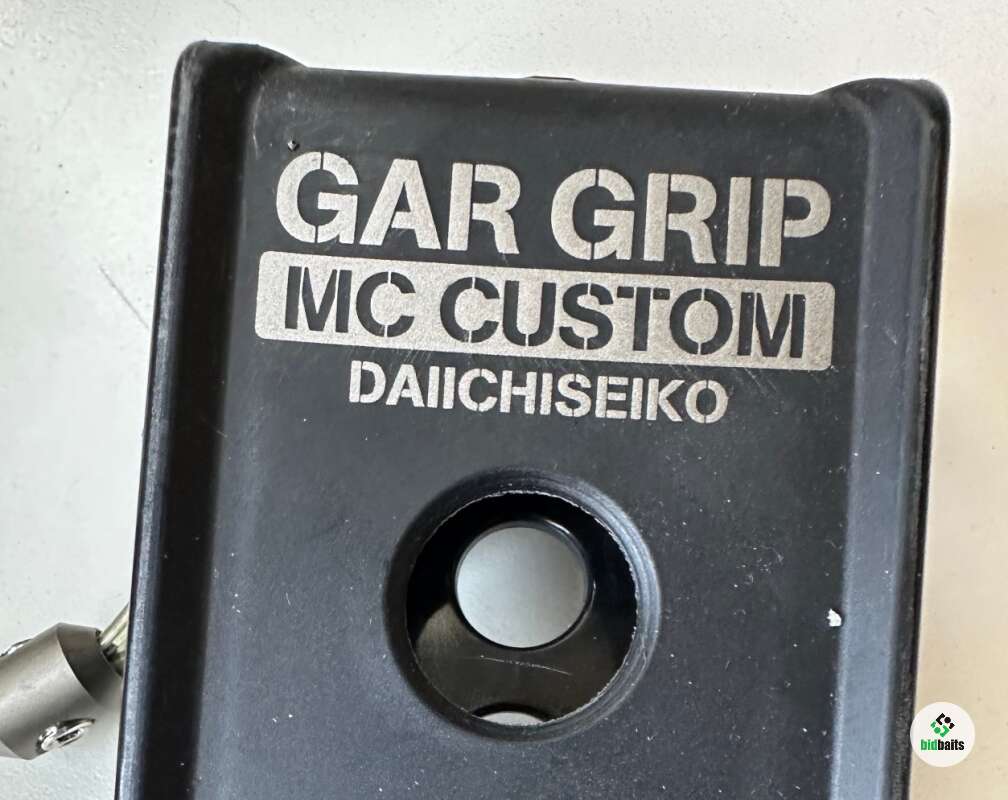 GAR GRIP
MC CUSTOM
DAIICHISEIKO
bidbaits